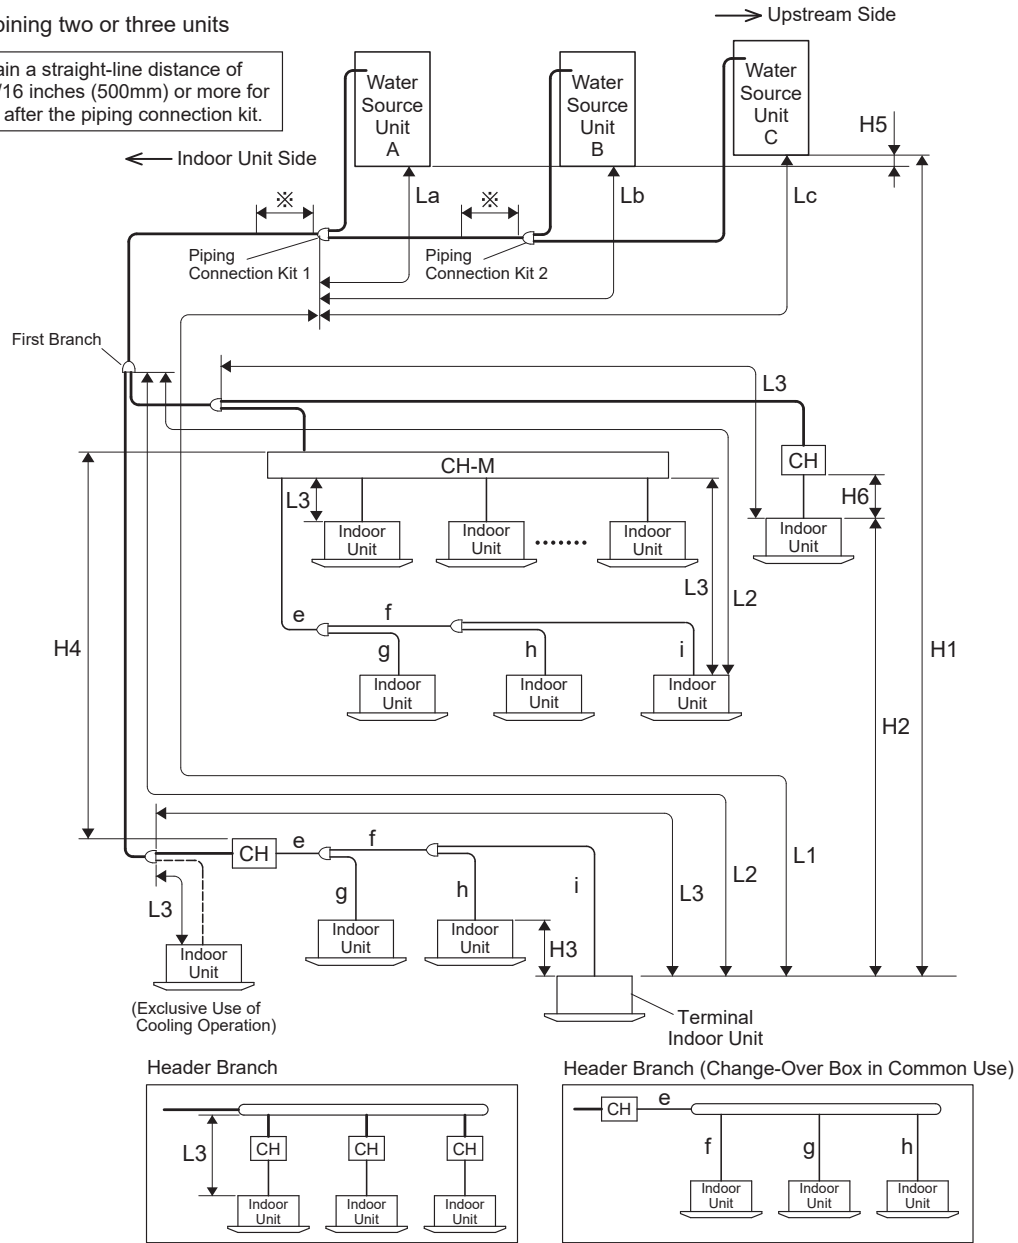 oining two or three units
Upstream Side
ain a straight-line distance of
/16 inches (500mm) or more for
after the piping connection kit.
Water
Source
Unit
A
Water
Source
Unit
B
Water
Source
Unit
C
H5
Indoor Unit Side
※
La
※
Lb
Lc
Piping
Connection Kit 1
Piping
Connection Kit 2
First Branch
L3
CH-M
CH
H6
L3
Indoor
Unit
Indoor
Unit
Indoor
Unit
Indoor
Unit
L3
L2
e
f
g
h
i
H4
H1
Indoor
Unit
Indoor
Unit
Indoor
Unit
H2
CH
e
f
g
h
i
L3
L2
L1
L3
Indoor
Unit
Indoor
Unit
Indoor
Unit
H3
(Exclusive Use of
Cooling Operation)
Terminal
Indoor Unit
Header Branch
L3
CH
CH
CH
Indoor
Unit
Indoor
Unit
Indoor
Unit
Header Branch (Change-Over Box in Common Use)
CH
e
f
g
h
Indoor
Unit
Indoor
Unit
Indoor
Unit